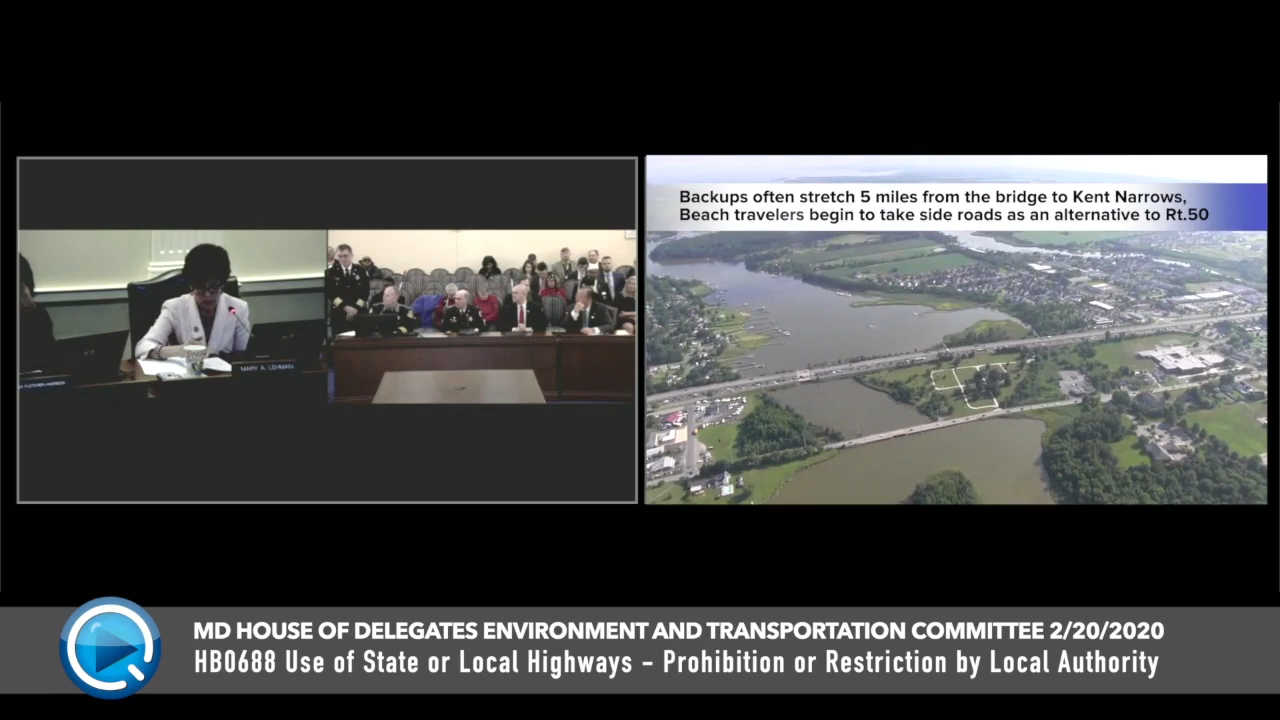 Backups often stretch 5 miles from the bridge to Kent Narrows,
Beach travelers begin to take side roads as an alternative to Rt.50
MARY A. LEHMAN
MD HOUSE OF DELEGATES ENVIRONMENT AND TRANSPORTATION COMMITTEE 2/20/2020
HB0688 Use of State or Local Highways - Prohibition or Restriction by Local Authority